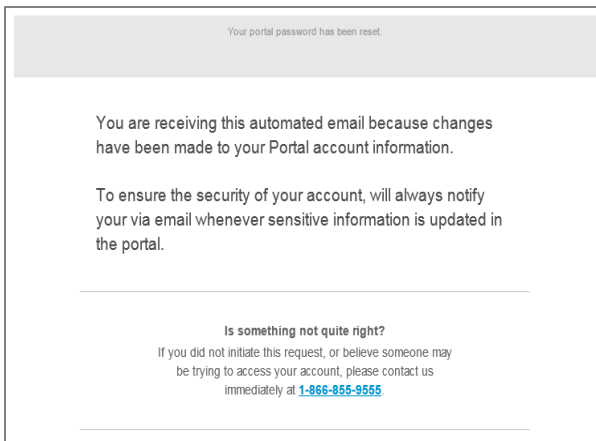 Your portal password has been reset.
You are receiving this automated email because changes
have been made to your Portal account information.
To ensure the security of your account, will always notify
your via email whenever sensitive information is updated in
the portal.
Is something not quite right?
If you did not initiate this request, or believe someone may
be trying to access your account, please contact us
immediately at 1-866-855-9555.